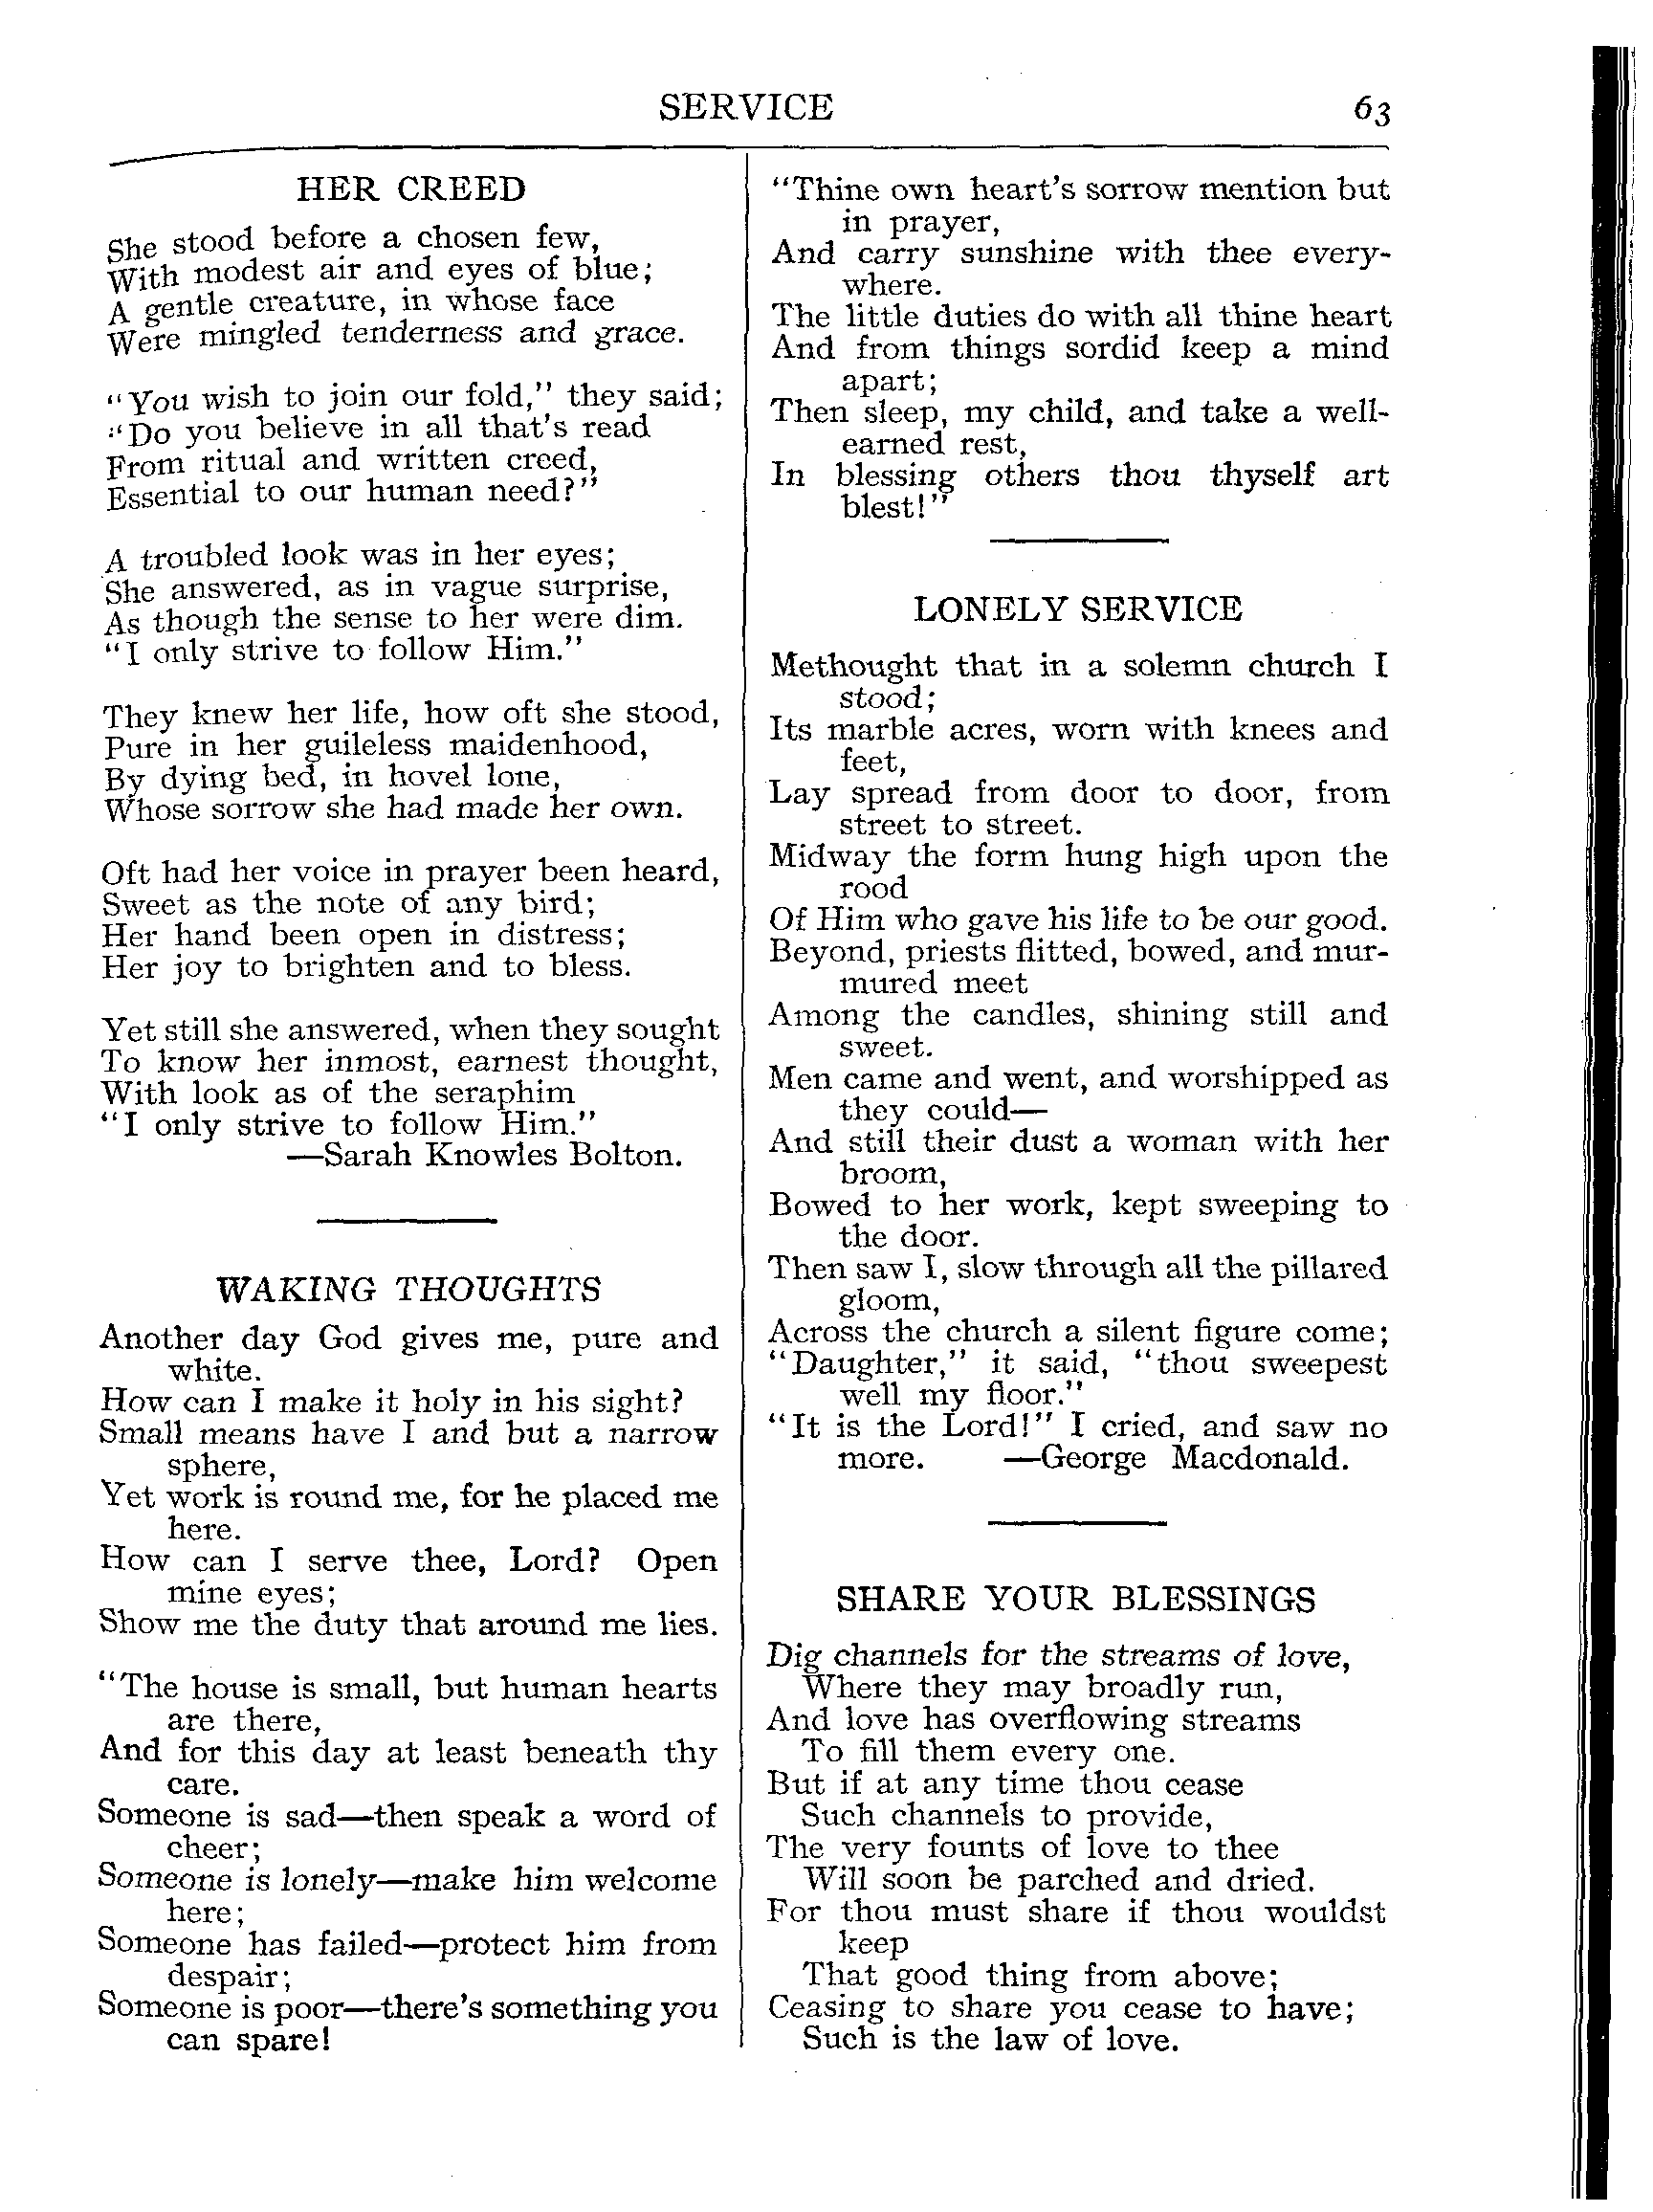 SERVICE 63
HER CREED
She stood before a chosen few,
With modest air and eyes of blue;
A gentle creature, in whose face
Were mingled tenderness and grace.
"You wish to join our fold," they said;
"Do you believe in all that's read
From ritual and written creed,
Essential to our human need?"
A troubled look was in her eyes;
She answered, as in vague surprise,
As though the sense to her were dim.
"I only strive to follow Him."
They knew her life, how oft she stood,
Pure in her guileless maidenhood,
By dying bed, in hovel lone,
Whose sorrow she had made her own.
Oft had her voice in prayer been heard,
Sweet as the note of any bird;
Her hand been open in distress;
Her joy to brighten and to bless.
Yet still she answered, when they sought
To know her inmost, earnest thought,
With look as of the seraphim
"I only strive to follow Him."
—Sarah Knowles Bolton.
WAKING THOUGHTS
Another day God gives me, pure and
white.
How can I make it holy in his sight?
Small means have I and but a narrow
sphere,
Yet work is round me, for he placed me
here.
How can I serve thee, Lord? Open
mine eyes;
Show me the duty that around me lies.
"The house is small, but human hearts
are there,
And for this day at least beneath thy
care.
Someone is sad—then speak a word of
cheer;
Someone is lonely—make him welcome
here;
Someone has failed—protect him from
despair;
Someone is poor—there's something you
can spare!
"Thine own heart's sorrow mention but
in prayer,
And carry sunshine with thee every-
where.
The little duties do with all thine heart
And from things sordid keep a mind
apart;
Then sleep, my child, and take a well-
earned rest,
In blessing others thou thyself art
blest!"
LONELY SERVICE
Methought that in a solemn church I
stood;
Its marble acres, worn with knees and
feet,
Lay spread from door to door, from
street to street.
Midway the form hung high upon the
rood
Of Him who gave his life to be our good.
Beyond, priests flitted, bowed, and mur-
mured meet
Among the candles, shining still and
sweet.
Men came and went, and worshipped as
they could—
And still their dust a woman with her
broom,
Bowed to her work, kept sweeping to
the door.
Then saw I, slow through all the pillared
gloom,
Across the church a silent figure come;
"Daughter," it said, "thou sweepest
well my floor."
"It is the Lord!" I cried, and saw no
more. —George Macdonald.
SHARE YOUR BLESSINGS
Dig channels for the streams of love,
Where they may broadly run,
And love has overflowing streams
To fill them every one.
But if at any time thou cease
Such channels to provide,
The very founts of love to thee
Will soon be parched and dried.
For thou must share if thou wouldst
keep
That good thing from above;
Ceasing to share you cease to have;
Such is the law of love.